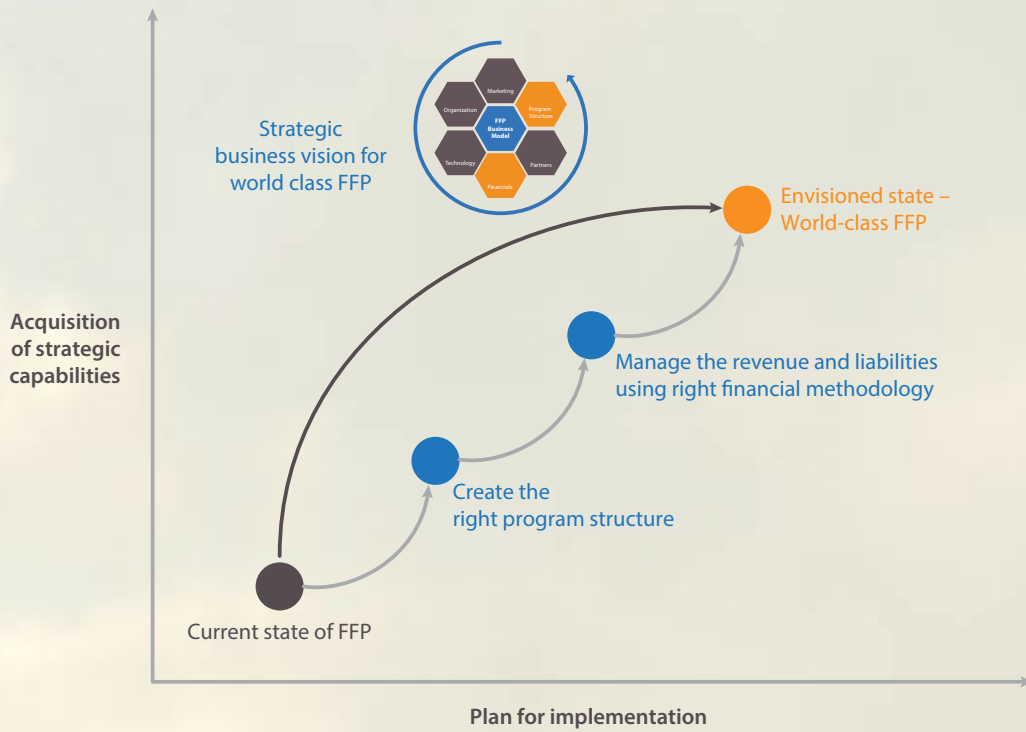 Marketing
Organization
Program
Structure
FFP
Business
Model
Technology
Partners
Financials
Strategic
business vision for
world class FFP
Envisioned state –
World-class FFP
Acquisition
of strategic
capabilities
Manage the revenue and liabilities
using right financial methodology
Create the
right program structure
Current state of FFP
Plan for implementation